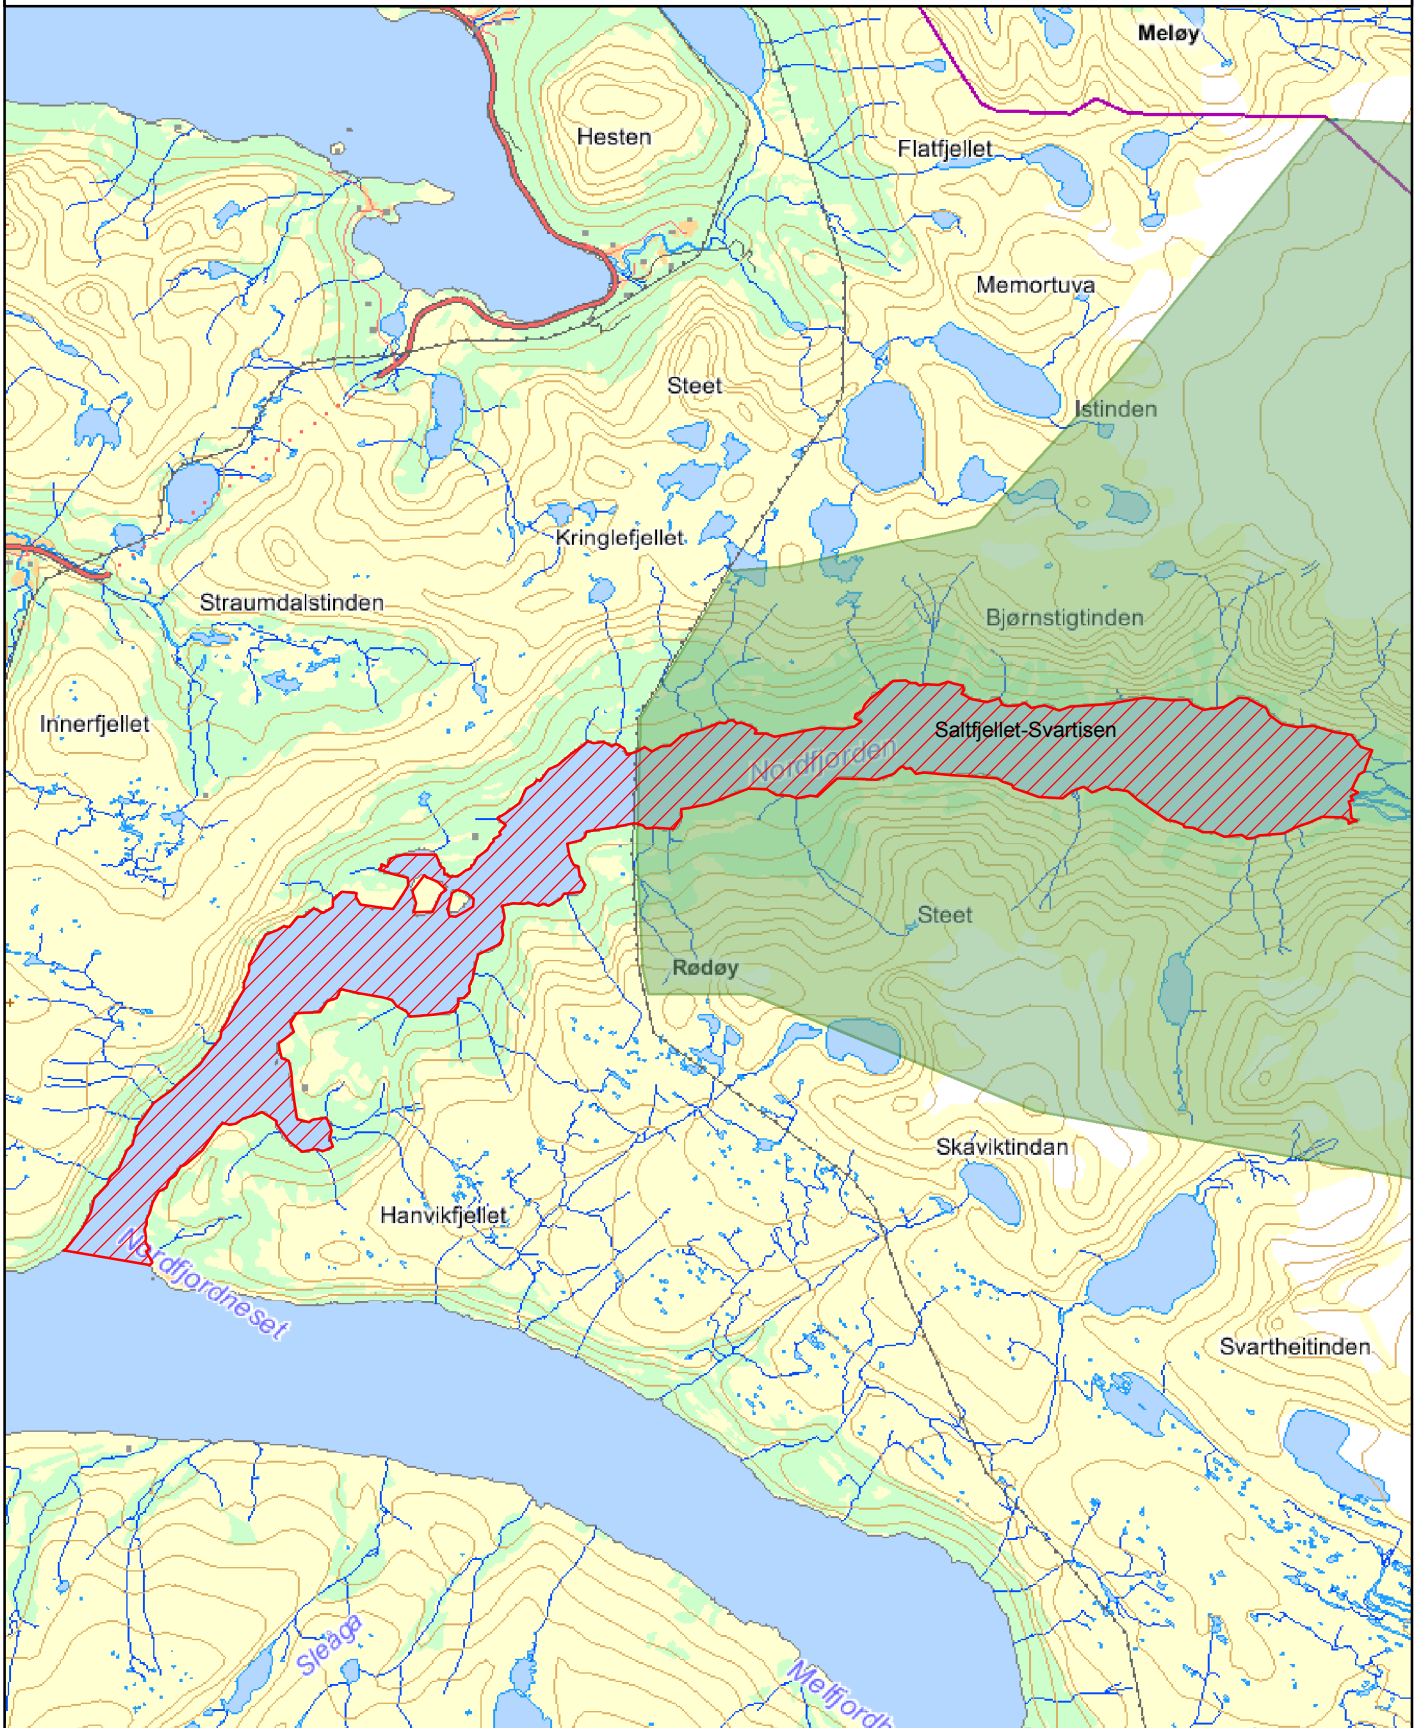 Meløy
Hesten
Flatfjellet
Memortuva
Steet
Istinden
Kringlefjellet
Straumdalstinden
Bjørnstigtinden
Innerfjellet
Saltfjellet-Svartisen
Nordfjorden
Steet
Rødøy
Skaviktindan
Hanvikfjellet
Nordfjordneset
Svartheitinden
Sleåga